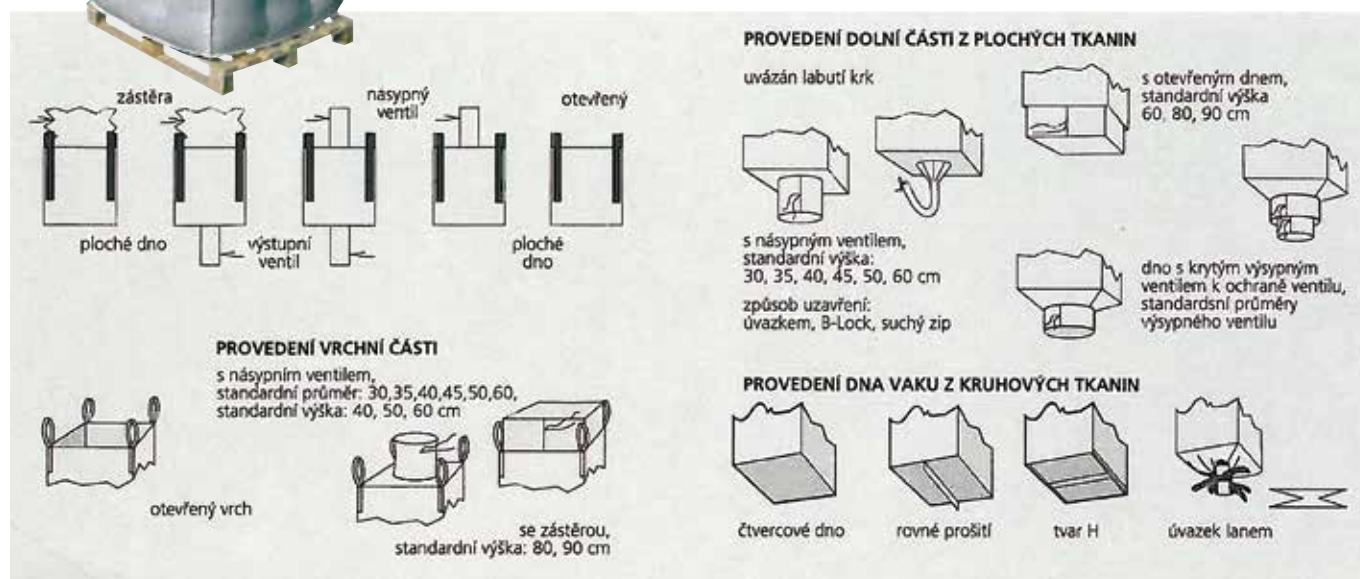 zástěra
násypný
ventil
otevřený
ploché dno
výstupní
ventil
ploché
dno
PROVEDENÍ VRCHNÍ ČÁSTI
s násypním ventilem,
standardní průměr: 30,35,40,45,50,60,
standardní výška: 40, 50, 60 cm
otevřený vrch
se zástěrou,
standardní výška: 80, 90 cm
PROVEDENÍ DOLNÍ ČÁSTI Z PLOCHÝCH TKANIN
uvázán labutí krk
s otevřeným dnem,
standardní výška
60, 80, 90 cm
s násypným ventilem,
standardní výška:
30, 35, 40, 45, 50, 60 cm
způsob uzavření:
úvazkem, B-Lock, suchý zip
dno s krytým výsypným
ventilem k ochraně ventilu,
standardsní průměry
výsypného ventilu
PROVEDENÍ DNA VAKU Z KRUHOVÝCH TKANIN
čtvercové dno
rovné prošití
tvar H
úvazek lanem